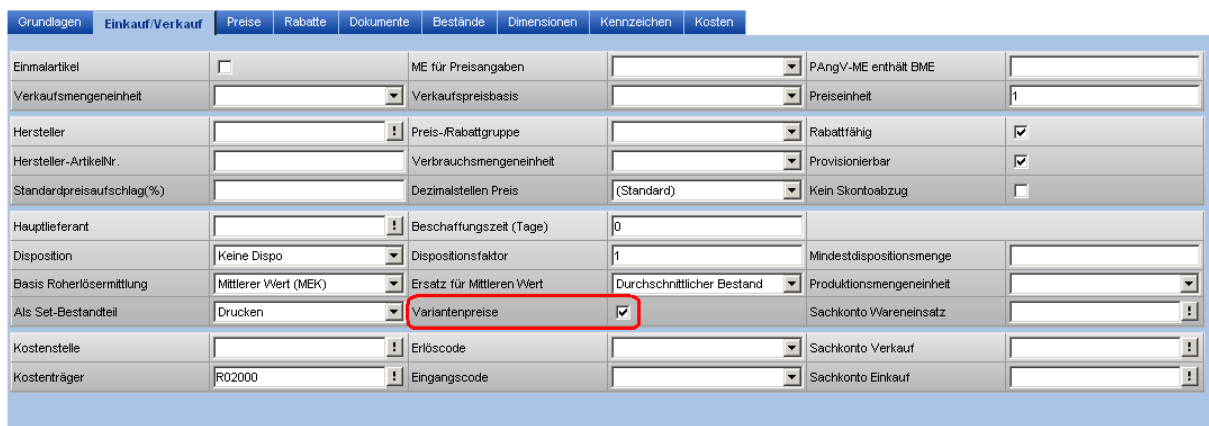 Grundlagen Einkauf/Verkauf Preise Rabatte Dokumente Bestände Dimensionen Kennzeichen Kosten
Einmalartikel ME für Preisangaben PAngV-ME enthält BME
Verkaufsmengeneinheit Verkaufspreisbasis Preiseinheit 1
Hersteller ! Preis-/Rabattgruppe Rabattfähig
Hersteller-ArtikelNr. Verbrauchsmengeneinheit Provisionierbar
Standardpreisaufschlag(%) Dezimalstellen Preis (Standard) Kein Skontoabzug
Hauptlieferant ! Beschaffungszeit (Tage) 0
Disposition Keine Dispo Dispositionsfaktor 1 Mindestdispositionsmenge
Basis Roherlösermittlung Mittlerer Wert (MEK) Ersatz für Mittleren Wert Durchschnittlicher Bestand Produktionsmengeneinheit
Als Set-Bestandteil Drucken Variantenpreise Sachkonto Wareneinsatz !
Kostenstelle ! Erlöscode Sachkonto Verkauf !
Kostenträger R02000 ! Eingangscode Sachkonto Einkauf !